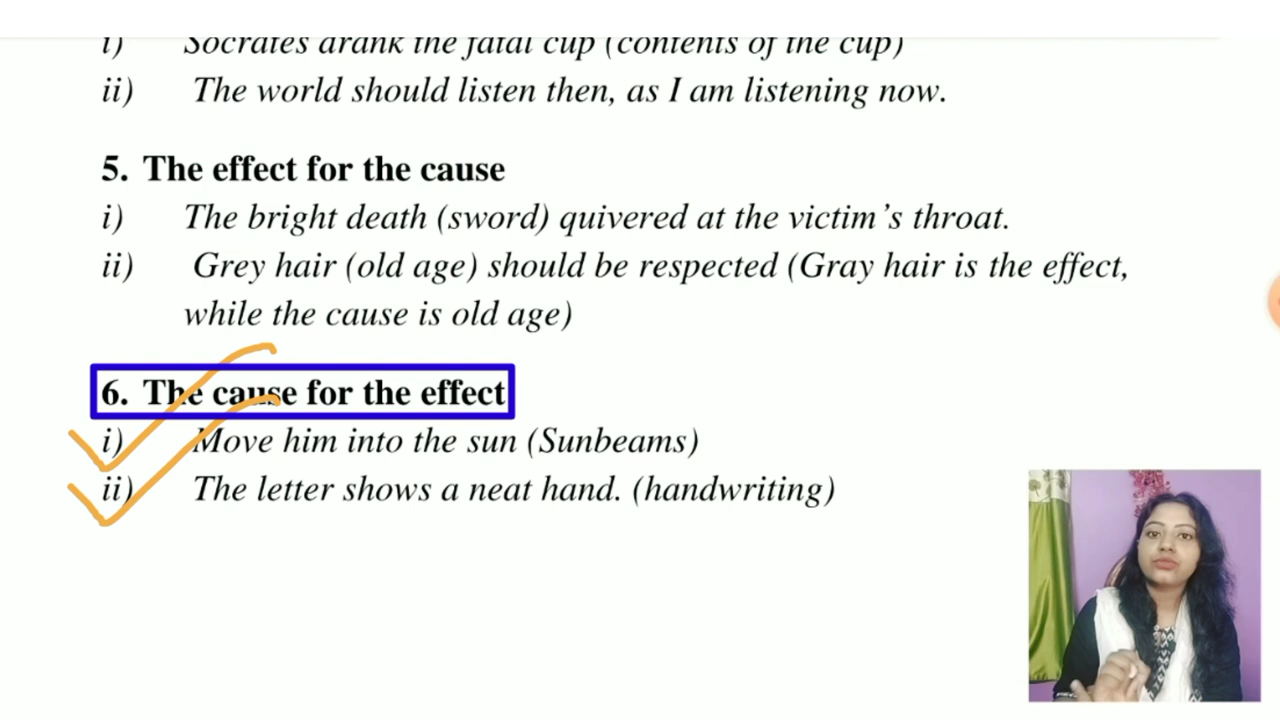 i) Socrates drank the fatal cup (contents of the cup)
ii) The world should listen then, as I am listening now.
5. The effect for the cause
i) The bright death (sword) quivered at the victim’s throat.
ii) Grey hair (old age) should be respected (Gray hair is the effect,
while the cause is old age)
6. The cause for the effect
i) Move him into the sun (Sunbeams)
ii) The letter shows a neat hand. (handwriting)